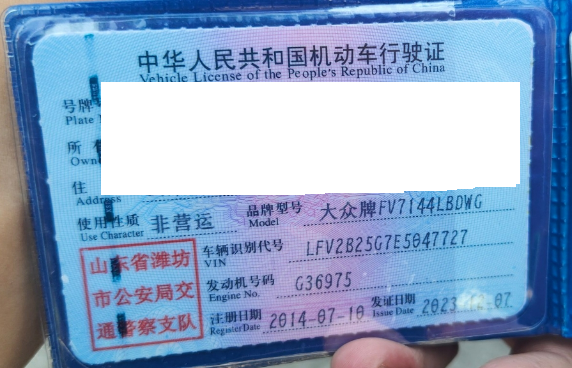 中华人民共和国机动车行驶证
Vehicle License of the People's Republic of China
号牌
Plate
所
住
Address
使用性质 非营运 品牌型号 大众牌FV7144LBDWG
Use Character Model
山东省潍坊
市公安局交
通警察支队
车辆识别代号 LFV2B25G7E5047727
VIN
发动机号码 G36975
Engine No.
注册日期 2014-07-10 发证日期 2023 07
Register Date Issue Date